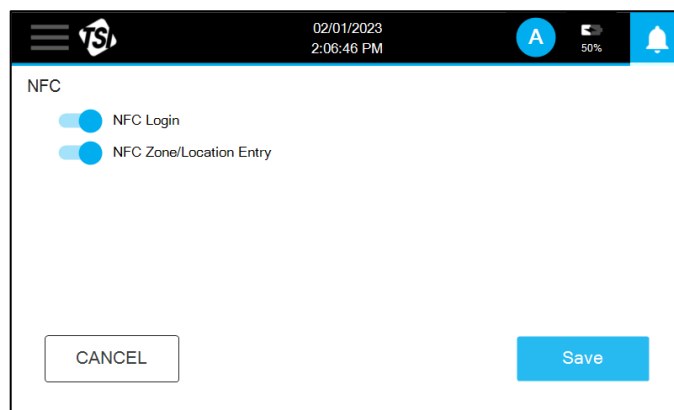 TSI
02/01/2023
2:06:46 PM
A
50%
NFC
NFC Login
NFC Zone/Location Entry
CANCEL
Save